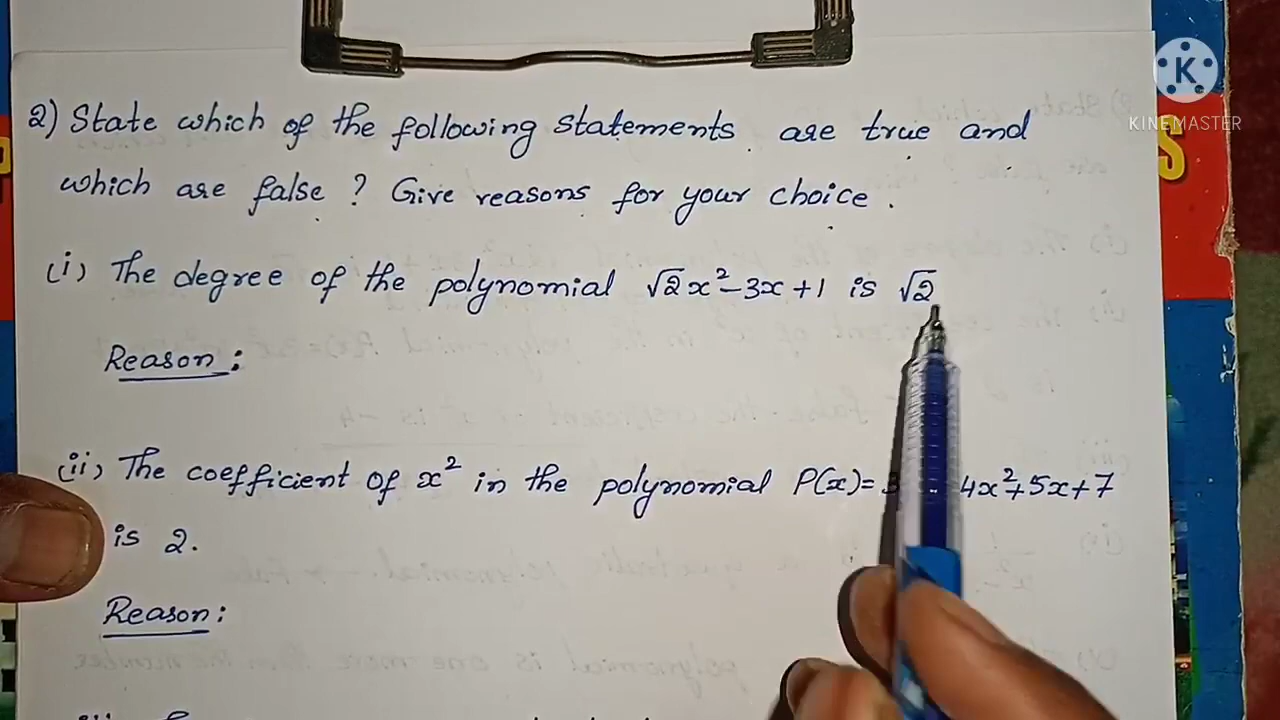 K
KINEMASTER
S
2) State which of the following statements are true and
which are false ? Give reasons for your choice .
(i) The degree of the polynomial √2x²-3x+1 is √2
Reason :
(ii) The coefficient of x² in the polynomial P(x)= 4x²+5x+7
is 2.
Reason :